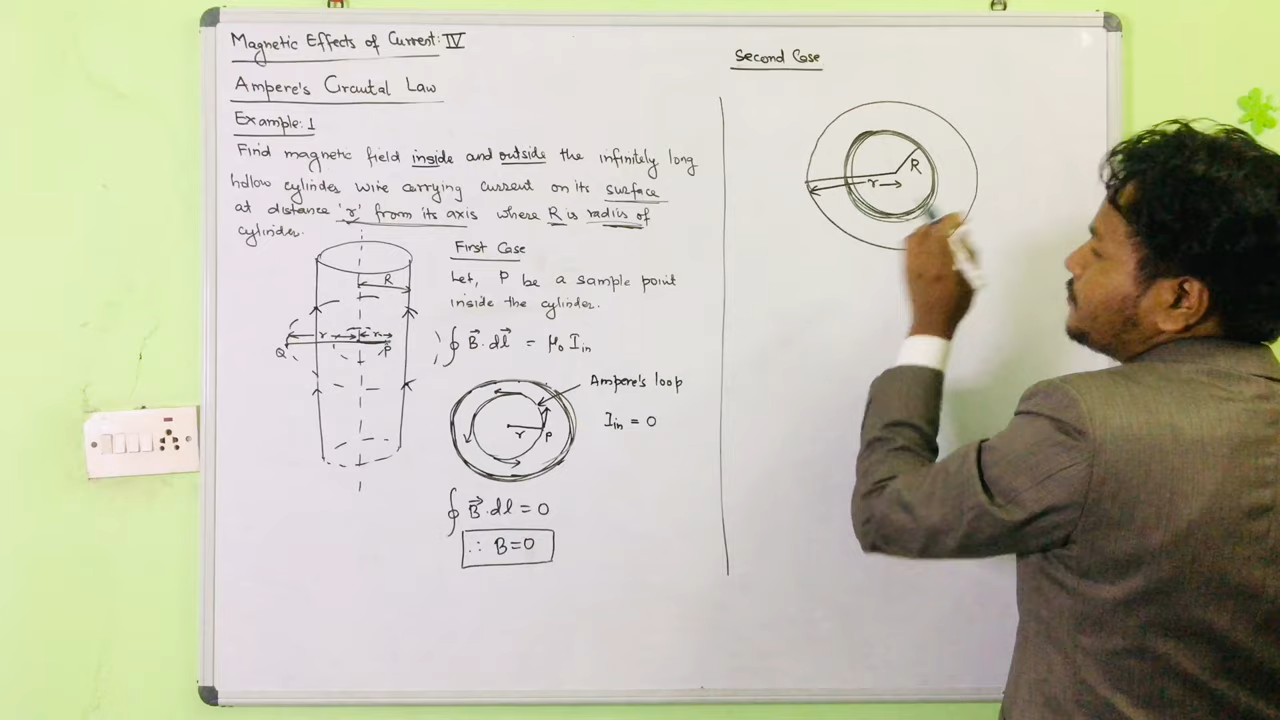 Magnetic Effects of Current: IV
Ampere's Circuital Law
Example: 1
Find magnetic field inside and outside the infinitely long
hollow cylinder wire carrying current on its surface
at distance 'r' from its axis where R is radius of
cylinder.
R
r
r
Q
P
First Case
Let, P be a sample point
inside the cylinder.
∮ B⃗. dl⃗ = μ₀ I_in
Ampere's loop
r
P
I_in = 0
∮ B⃗. dl = 0
∴ B=0
Second Case
R
r